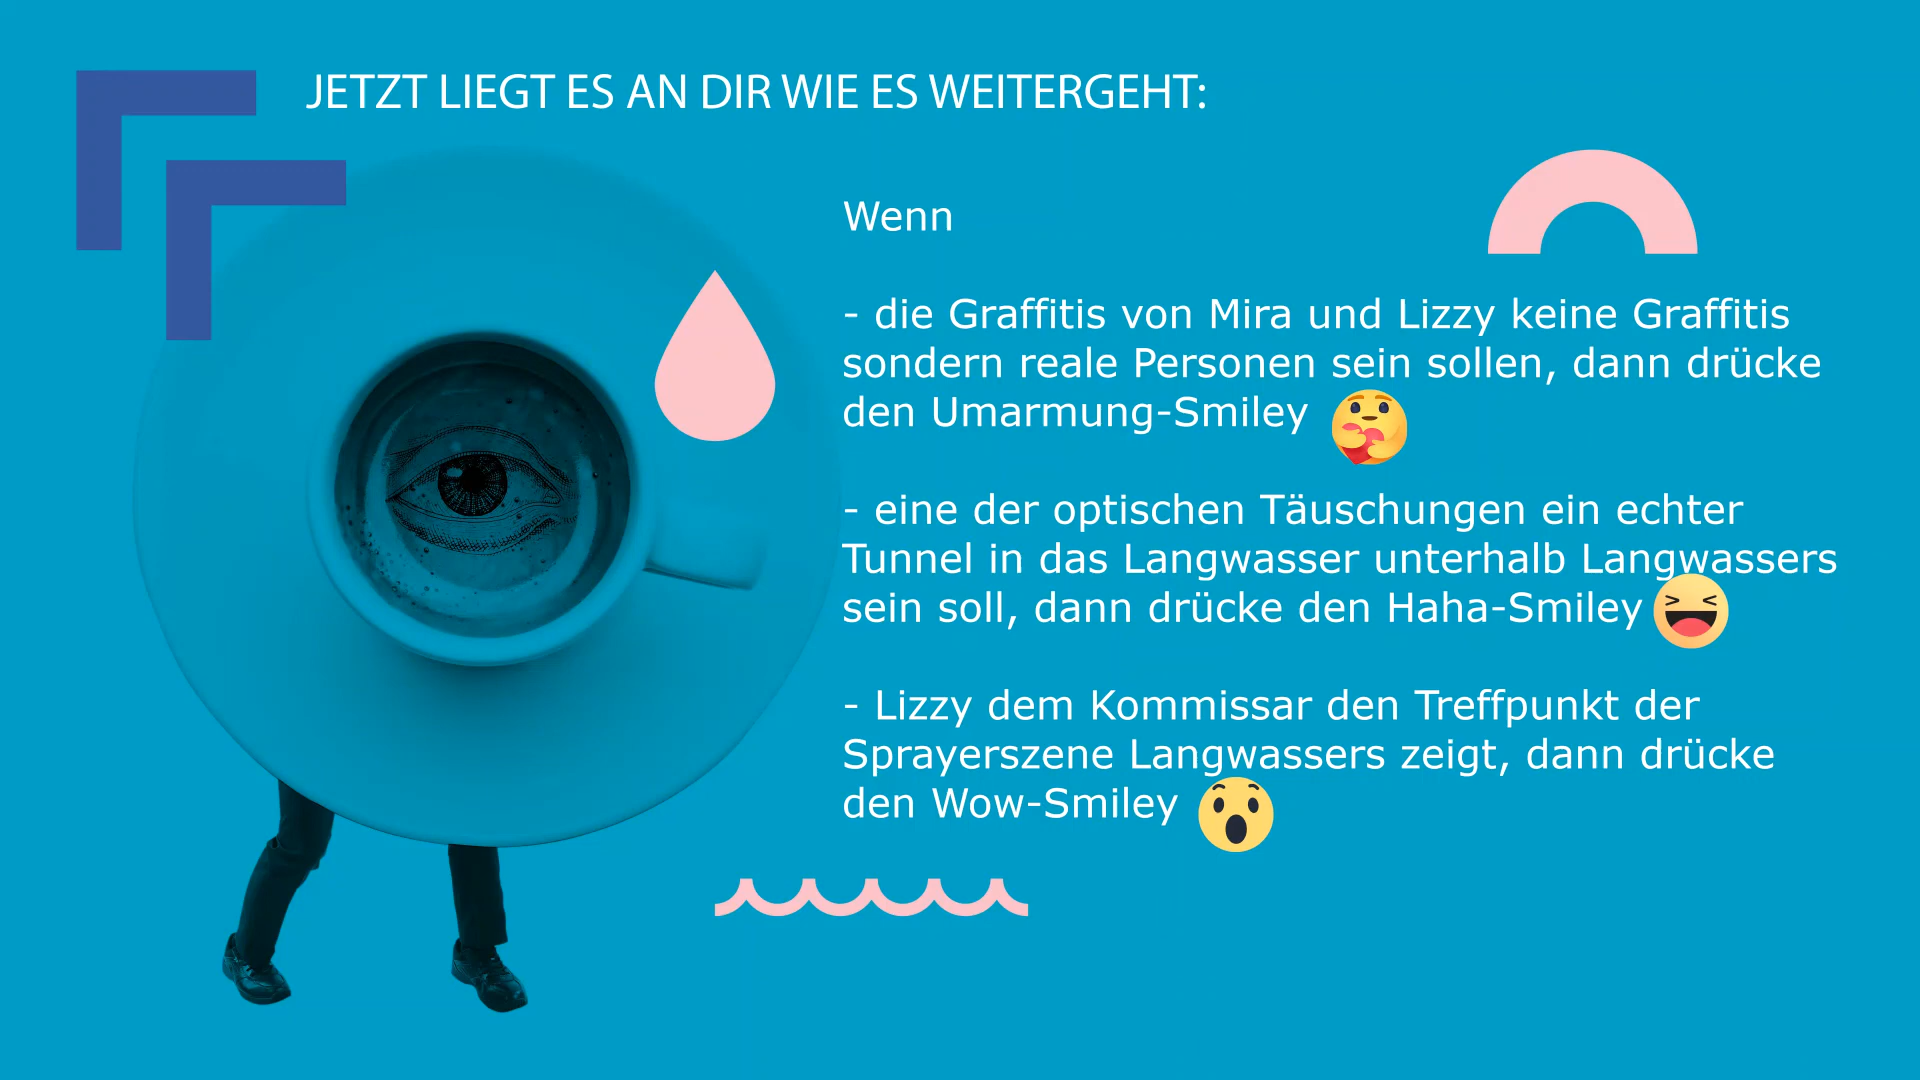 JETZT LIEGT ES AN DIR WIE ES WEITERGEHT:
Wenn
- die Graffitis von Mira und Lizzy keine Graffitis
sondern reale Personen sein sollen, dann drücke
den Umarmung-Smiley
- eine der optischen Täuschungen ein echter
Tunnel in das Langwasser unterhalb Langwassers
sein soll, dann drücke den Haha-Smiley
- Lizzy dem Kommissar den Treffpunkt der
Sprayerszene Langwassers zeigt, dann drücke
den Wow-Smiley